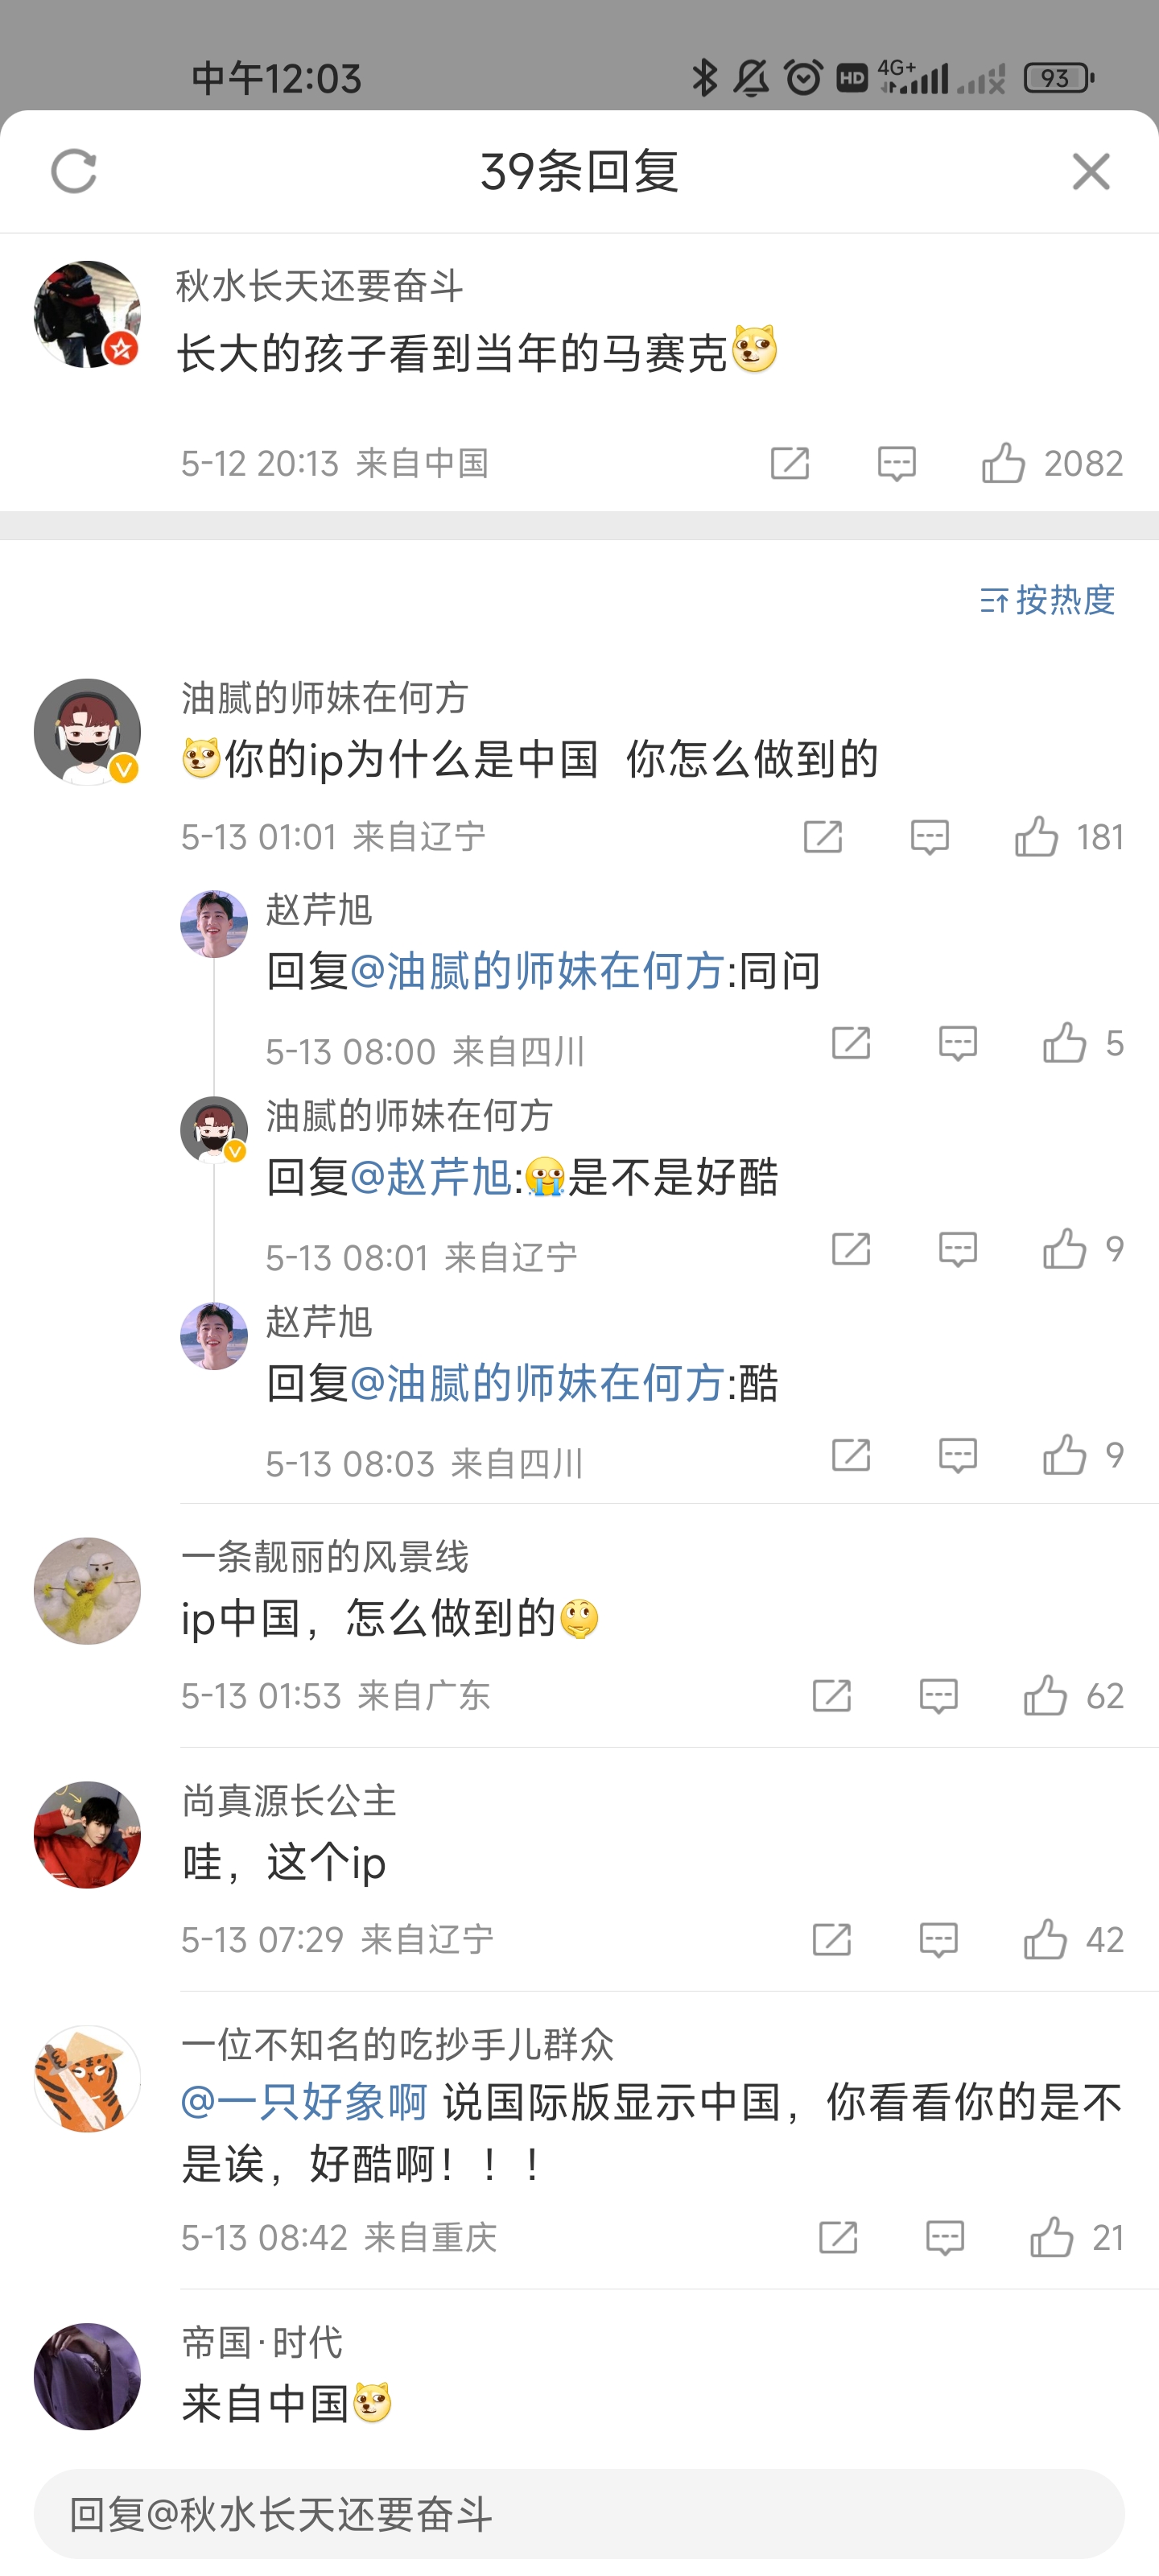 中午12:03
HD 4G+ 93
39条回复
秋水长天还要奋斗
长大的孩子看到当年的马赛克
5-12 20:13 来自中国 2082
按热度
油腻的师妹在何方
你的ip为什么是中国 你怎么做到的
5-13 01:01 来自辽宁 181
赵芹旭
回复@油腻的师妹在何方:同问
5-13 08:00 来自四川 5
油腻的师妹在何方
回复@赵芹旭:😭是不是好酷
5-13 08:01 来自辽宁 9
赵芹旭
回复@油腻的师妹在何方:酷
5-13 08:03 来自四川 9
一条靓丽的风景线
ip中国，怎么做到的🤔
5-13 01:53 来自广东 62
尚真源长公主
哇，这个ip
5-13 07:29 来自辽宁 42
一位不知名的吃抄手儿群众
@一只好象啊 说国际版显示中国，你看看你的是不
是诶，好酷啊！！！
5-13 08:42 来自重庆 21
帝国·时代
来自中国
回复@秋水长天还要奋斗